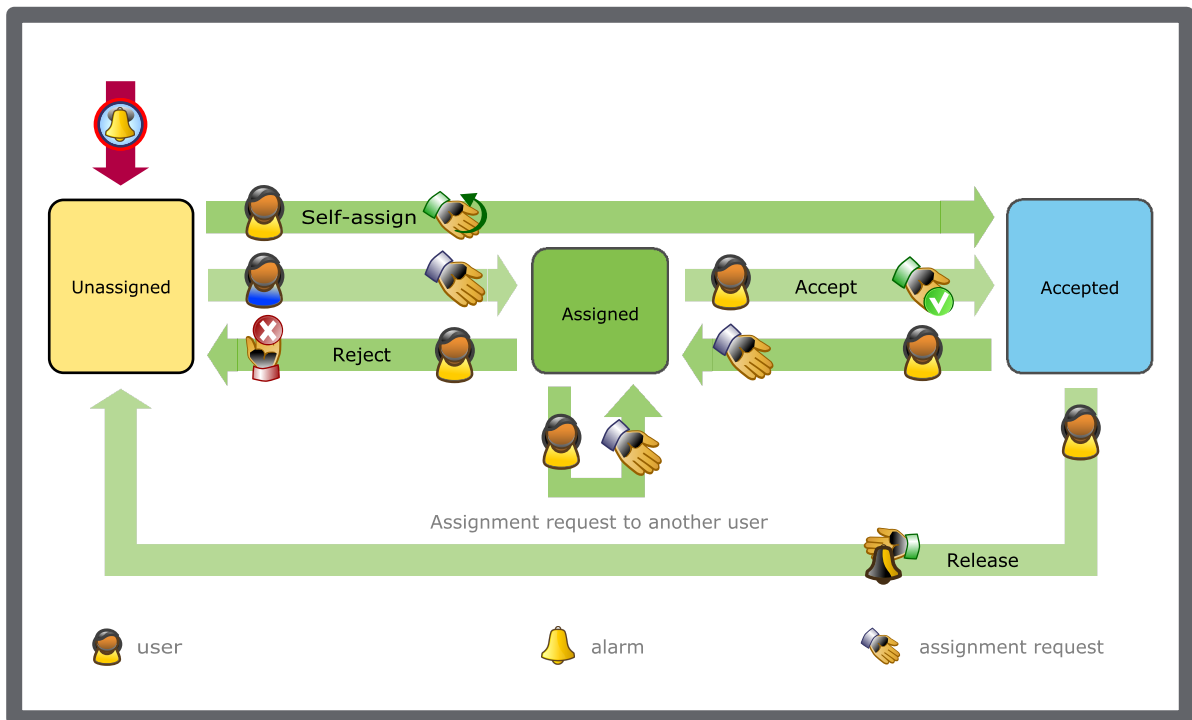 Self-assign
Unassigned
Accept
Accepted
Assigned
Reject
Assignment request to another user
Release
user
alarm
assignment request